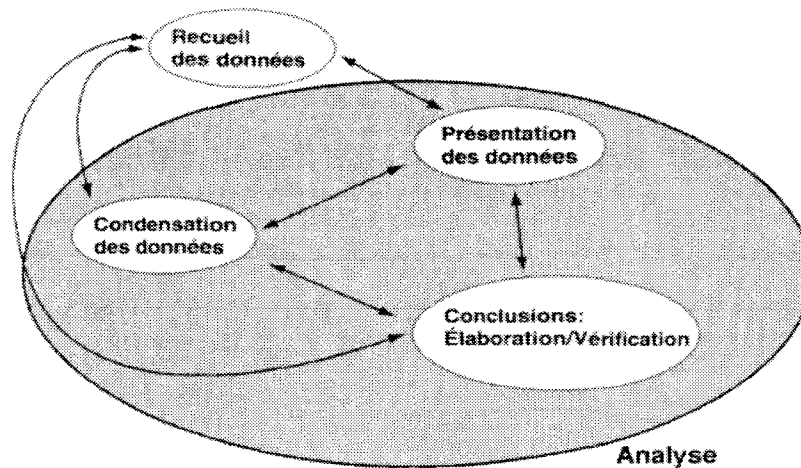 Recueil
des données
Présentation
des données
Condensation
des données
Conclusions:
Élaboration/Vérification
Analyse